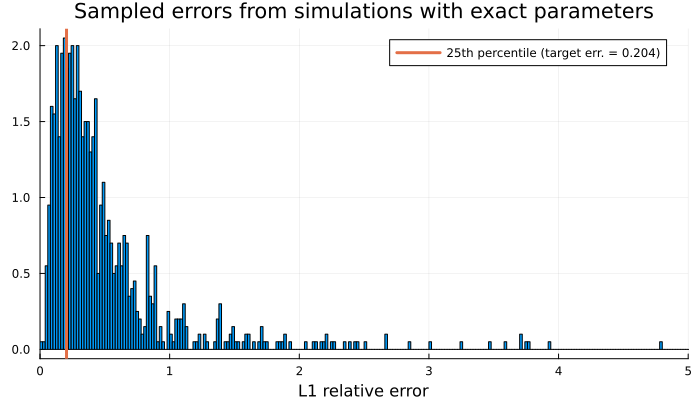 Sampled errors from simulations with exact parameters
25th percentile (target err. = 0.204)
2.0
1.5
1.0
0.5
0.0
0 1 2 3 4 5
L1 relative error